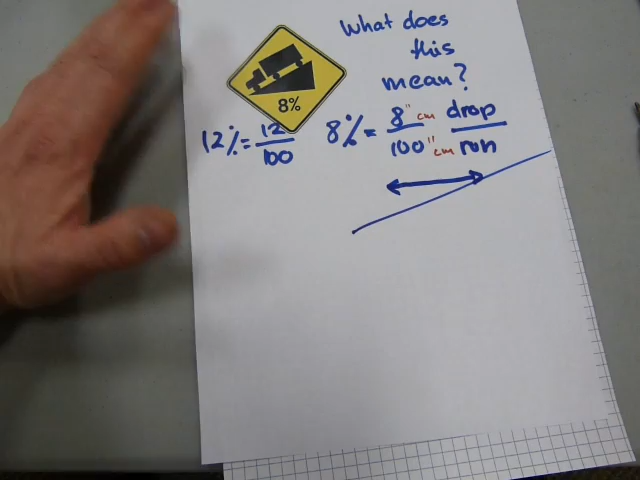 What does
this
mean?
8%
12% = 12/100
8% = 8" cm/100" cm drop/run